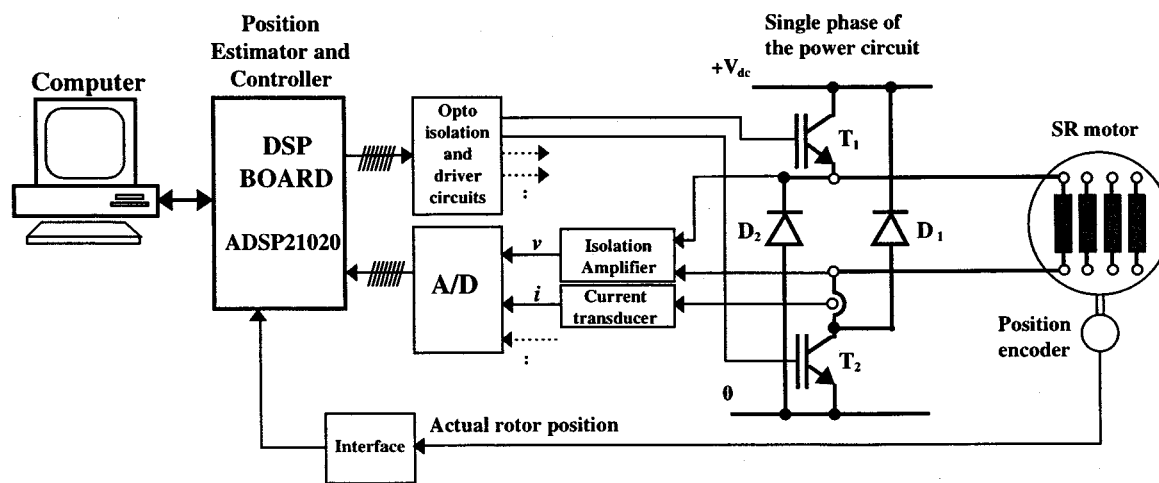 Position
Estimator and
Controller
Single phase of
the power circuit
Computer
+Vdc
DSP
BOARD
ADSP21020
Opto
isolation
and
driver
circuits
:
T1
SR motor
D2
D1
A/D
v
i
:
Isolation
Amplifier
Current
transducer
T2
0
Position
encoder
Interface
Actual rotor position